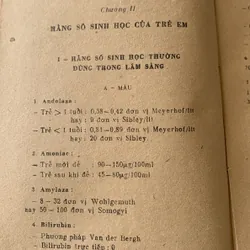 Chương II
HẰNG SỐ SINH HỌC CỦA TRẺ EM
I – HẰNG SỐ SINH HỌC THƯỜNG
DÙNG TRONG LÂM SÀNG
A – MÁU
1. Andolaza :
– Trẻ > 1 tuổi : 0,38–0,42 đơn vị Meyerhof/lít
hay : 9 đơn vị Sibley/lít
– Trẻ < 1 tuổi : 0,81–0,89 đơn vị Meyerhof/lít
hay : 20 đơn vị Sibley.
2. Amoniac :
– Trẻ mới đẻ : 90–150µg/100ml
– Trẻ sau khi đẻ : 45–80µg/100ml
3. Amylaza :
– 8 – 32 đơn vị Wohlgemuth
hay 50 – 100 đơn vị Somogyi
4. Bilirubin :
– Phương pháp Van der Bergh
– Bilirubin trực tiếp : 0